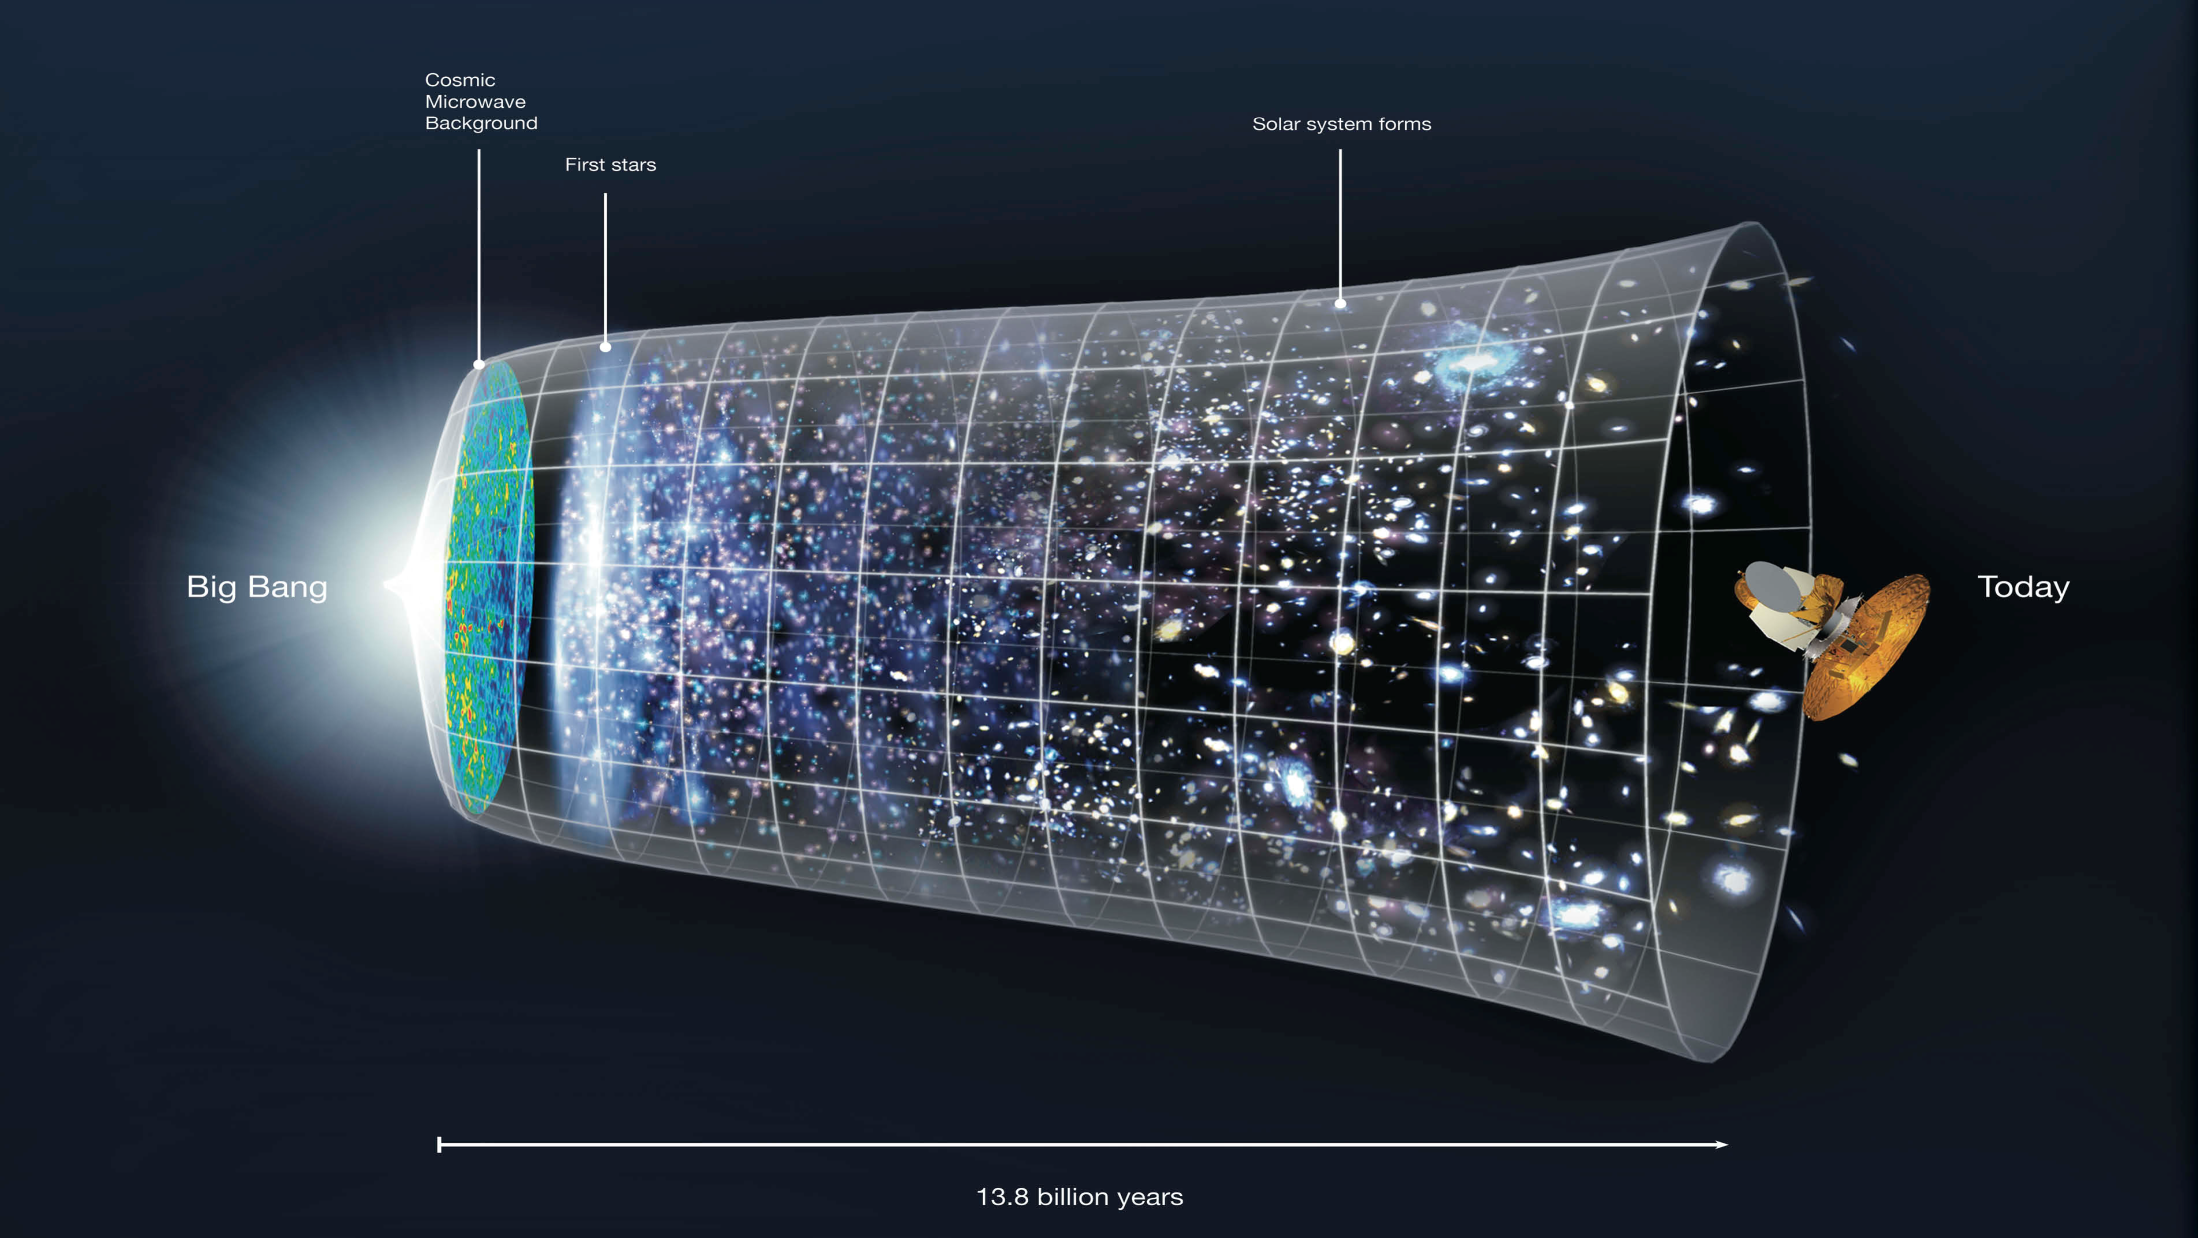 Cosmic
Microwave
Background
First stars
Solar system forms
Big Bang
Today
13.8 billion years